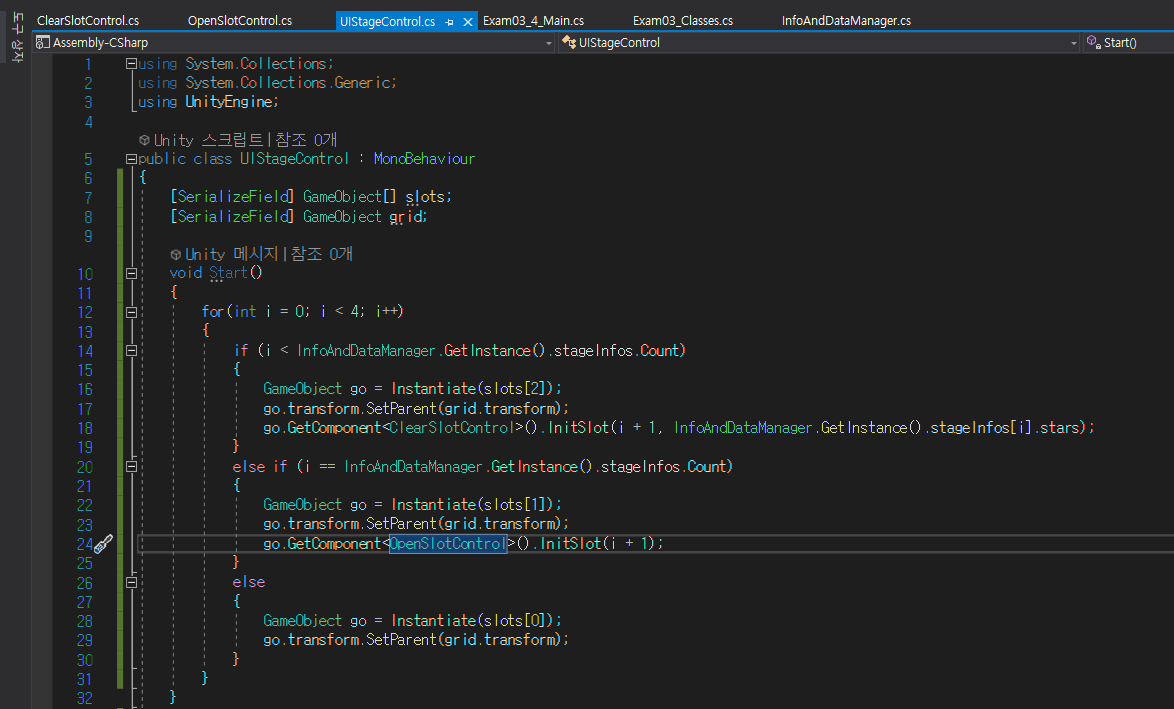 도구 상자
ClearSlotControl.cs OpenSlotControl.cs UIStageControl.cs Exam03_4_Main.cs Exam03_Classes.cs InfoAndDataManager.cs
Assembly-CSharp UIStageControl Start()
1 using System.Collections;
2 using System.Collections.Generic;
3 using UnityEngine;
4
Unity 스크립트|참조 0개
5 public class UIStageControl : MonoBehaviour
6 {
7 [SerializeField] GameObject[] slots;
8 [SerializeField] GameObject grid;
9
Unity 메시지|참조 0개
10 void Start()
11 {
12 for(int i = 0; i < 4; i++)
13 {
14 if (i < InfoAndDataManager.GetInstance().stageInfos.Count)
15 {
16 GameObject go = Instantiate(slots[2]);
17 go.transform.SetParent(grid.transform);
18 go.GetComponent<ClearSlotControl>().InitSlot(i + 1, InfoAndDataManager.GetInstance().stageInfos[i].stars);
19 }
20 else if (i == InfoAndDataManager.GetInstance().stageInfos.Count)
21 {
22 GameObject go = Instantiate(slots[1]);
23 go.transform.SetParent(grid.transform);
24 go.GetComponent<OpenSlotControl>().InitSlot(i + 1);
25 }
26 else
27 {
28 GameObject go = Instantiate(slots[0]);
29 go.transform.SetParent(grid.transform);
30 }
31 }
32 }